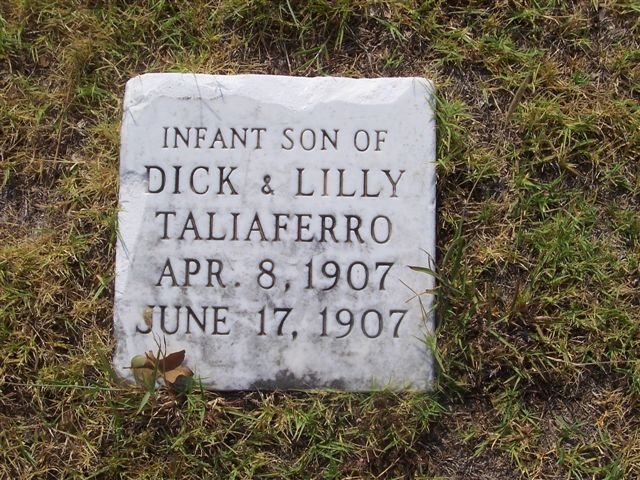 INFANT SON OF
DICK & LILLY
TALIAFERRO
APR. 8, 1907
JUNE 17, 1907